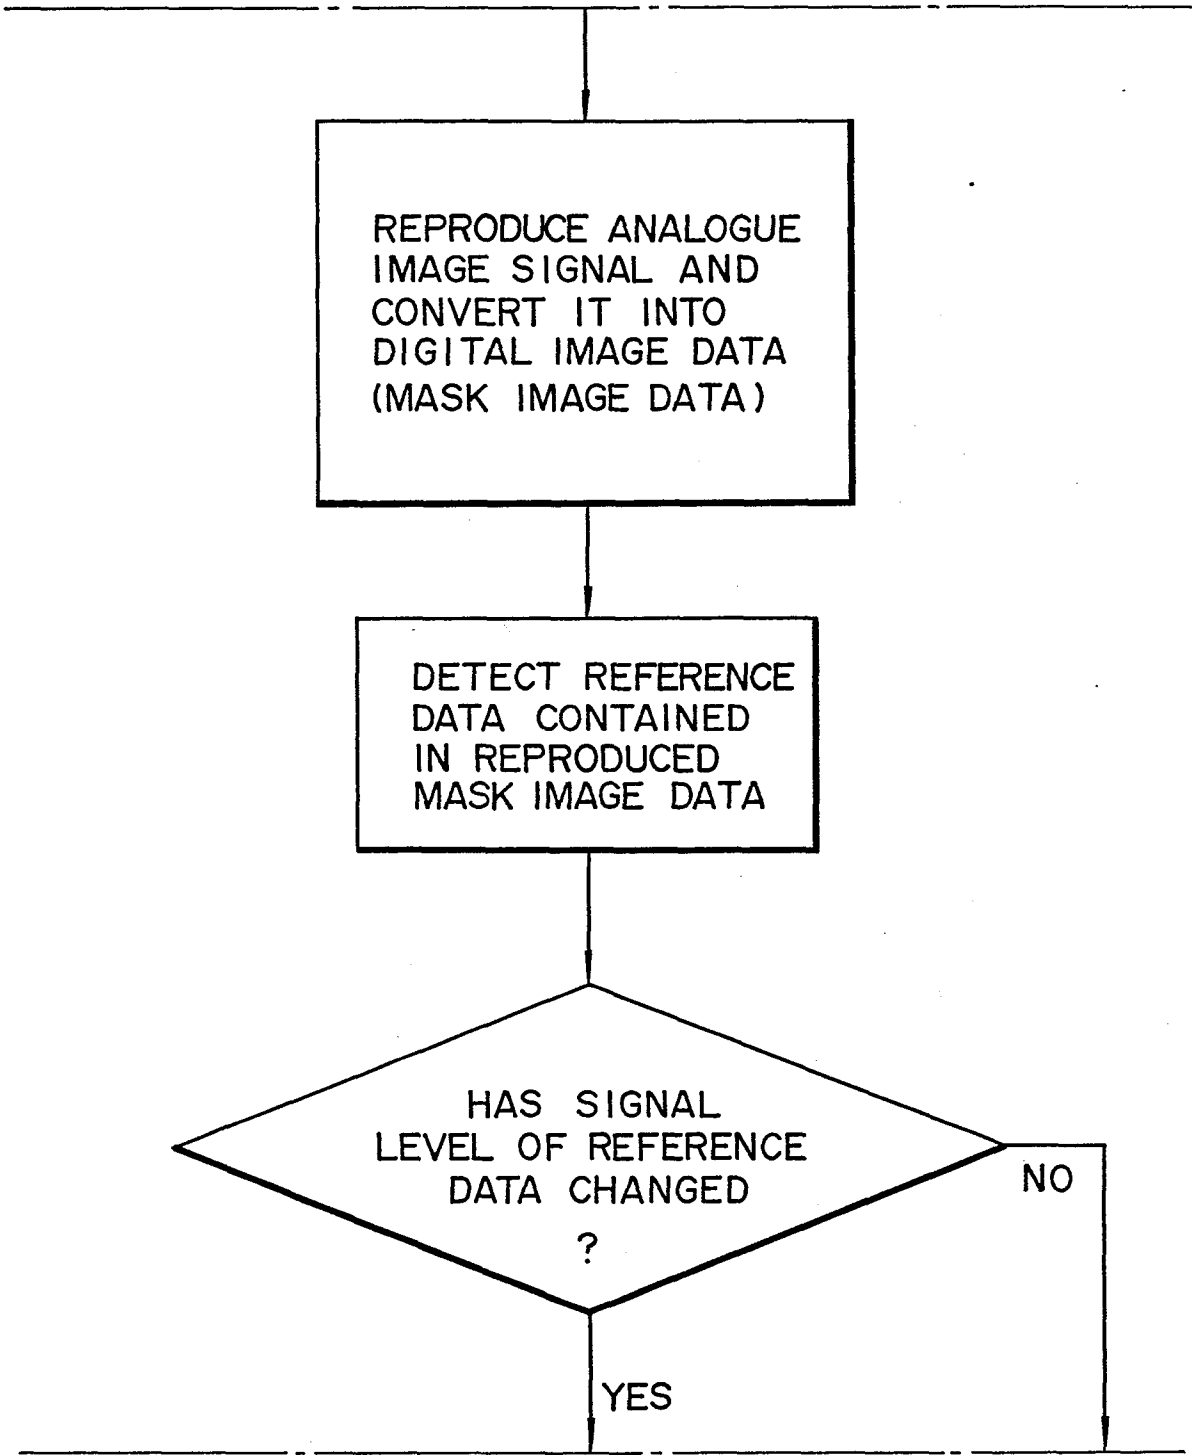 REPRODUCE ANALOGUE
IMAGE SIGNAL AND
CONVERT IT INTO
DIGITAL IMAGE DATA
(MASK IMAGE DATA)
DETECT REFERENCE
DATA CONTAINED
IN REPRODUCED
MASK IMAGE DATA
HAS SIGNAL
LEVEL OF REFERENCE
DATA CHANGED
?
NO
YES